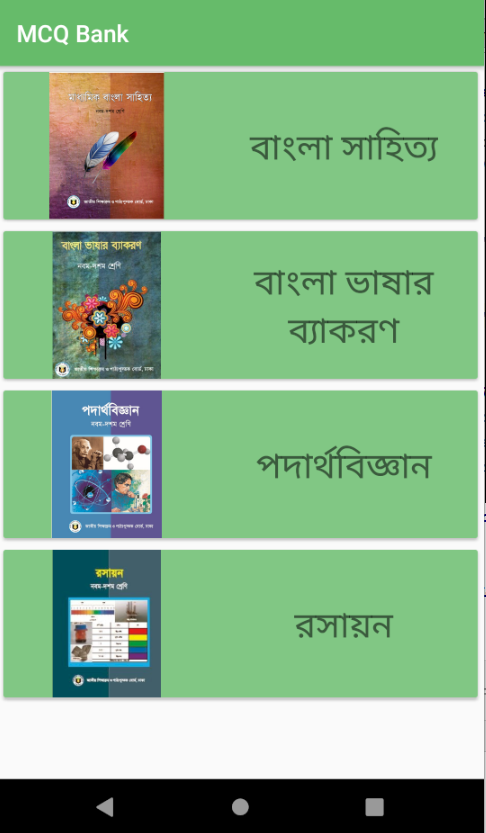 MCQ Bank
মাধ্যমিক বাংলা সাহিত্য
নবম-দশম শ্রেণি
জাতীয় শিক্ষাক্রম ও পাঠ্যপুস্তক বোর্ড, ঢাকা
বাংলা সাহিত্য
বাংলা ভাষার ব্যাকরণ
নবম-দশম শ্রেণি
জাতীয় শিক্ষাক্রম ও পাঠ্যপুস্তক বোর্ড, ঢাকা
বাংলা ভাষার
ব্যাকরণ
পদার্থবিজ্ঞান
নবম-দশম শ্রেণি
জাতীয় শিক্ষাক্রম ও পাঠ্যপুস্তক বোর্ড, ঢাকা
পদার্থবিজ্ঞান
রসায়ন
নবম-দশম শ্রেণি
জাতীয় শিক্ষাক্রম ও পাঠ্যপুস্তক বোর্ড, ঢাকা
রসায়ন